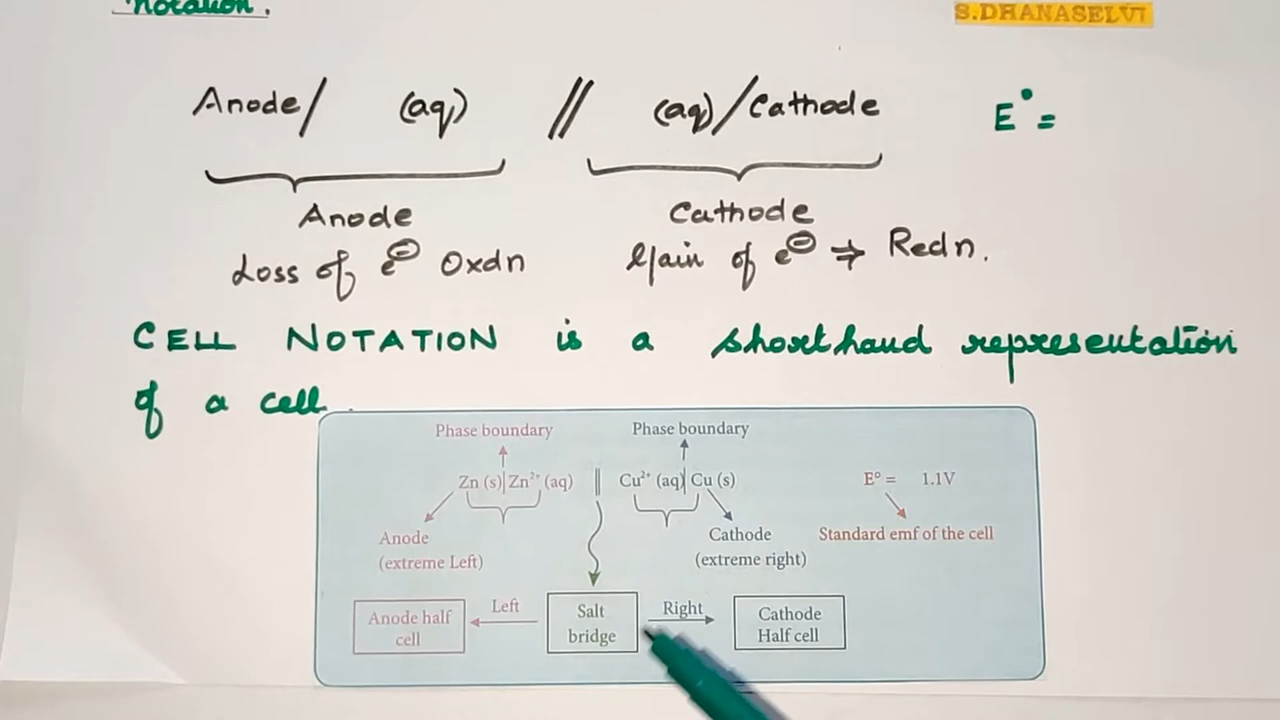 Notation.
S.DHANASELVI
Anode/ (aq) // (aq)/Cathode E° =
Anode Cathode
Loss of e⊖ Oxdn Gain of e⊖ ⇒ Redn.
CELL NOTATION is a shorthand representation
of a cell.
Phase boundary Phase boundary
Zn (s)|Zn²⁺ (aq) || Cu²⁺ (aq)|Cu (s) E° = 1.1V
Anode Cathode Standard emf of the cell
(extreme Left) (extreme right)
Anode half Left Salt Right Cathode
cell bridge Half cell